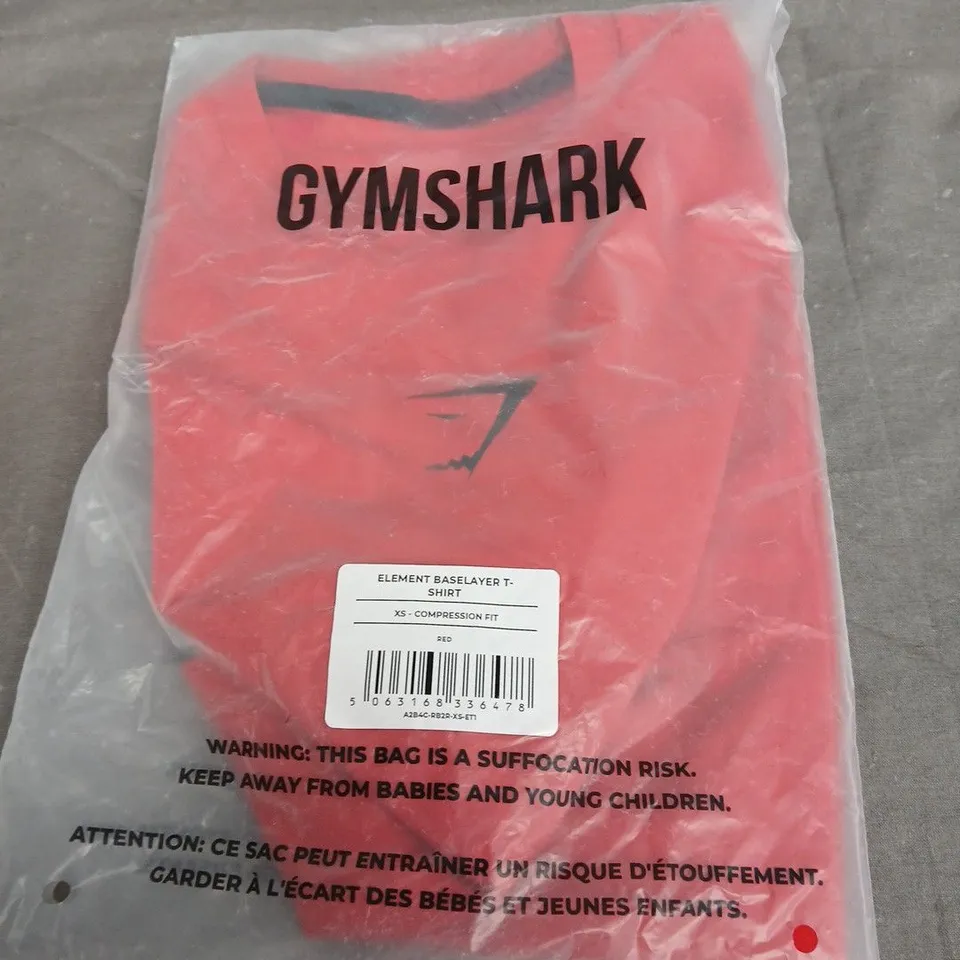 GYMSHARK
ELEMENT BASELAYER T-
SHIRT
XS - COMPRESSION FIT
RED
5 063168 336478
A2B4C-RB2R-XS-ET1
WARNING: THIS BAG IS A SUFFOCATION RISK.
KEEP AWAY FROM BABIES AND YOUNG CHILDREN.
ATTENTION: CE SAC PEUT ENTRAÎNER UN RISQUE D'ÉTOUFFEMENT.
GARDER À L'ÉCART DES BÉBÉS ET JEUNES ENFANTS.